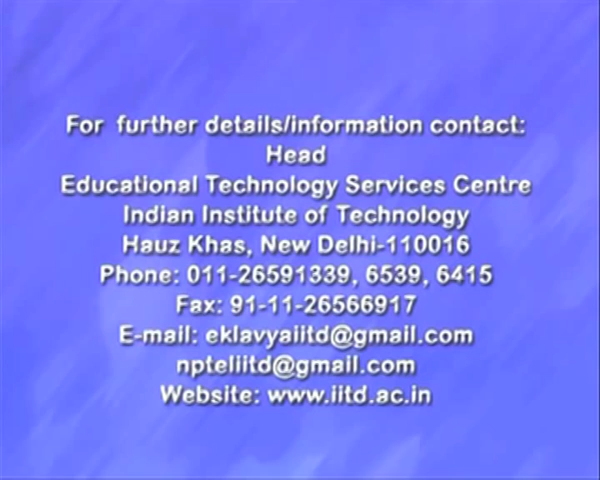 For further details/information contact:
Head
Educational Technology Services Centre
Indian Institute of Technology
Hauz Khas, New Delhi-110016
Phone: 011-26591339, 6539, 6415
Fax: 91-11-26566917
E-mail: eklavyaiitd@gmail.com
npteliitd@gmail.com
Website: www.iitd.ac.in